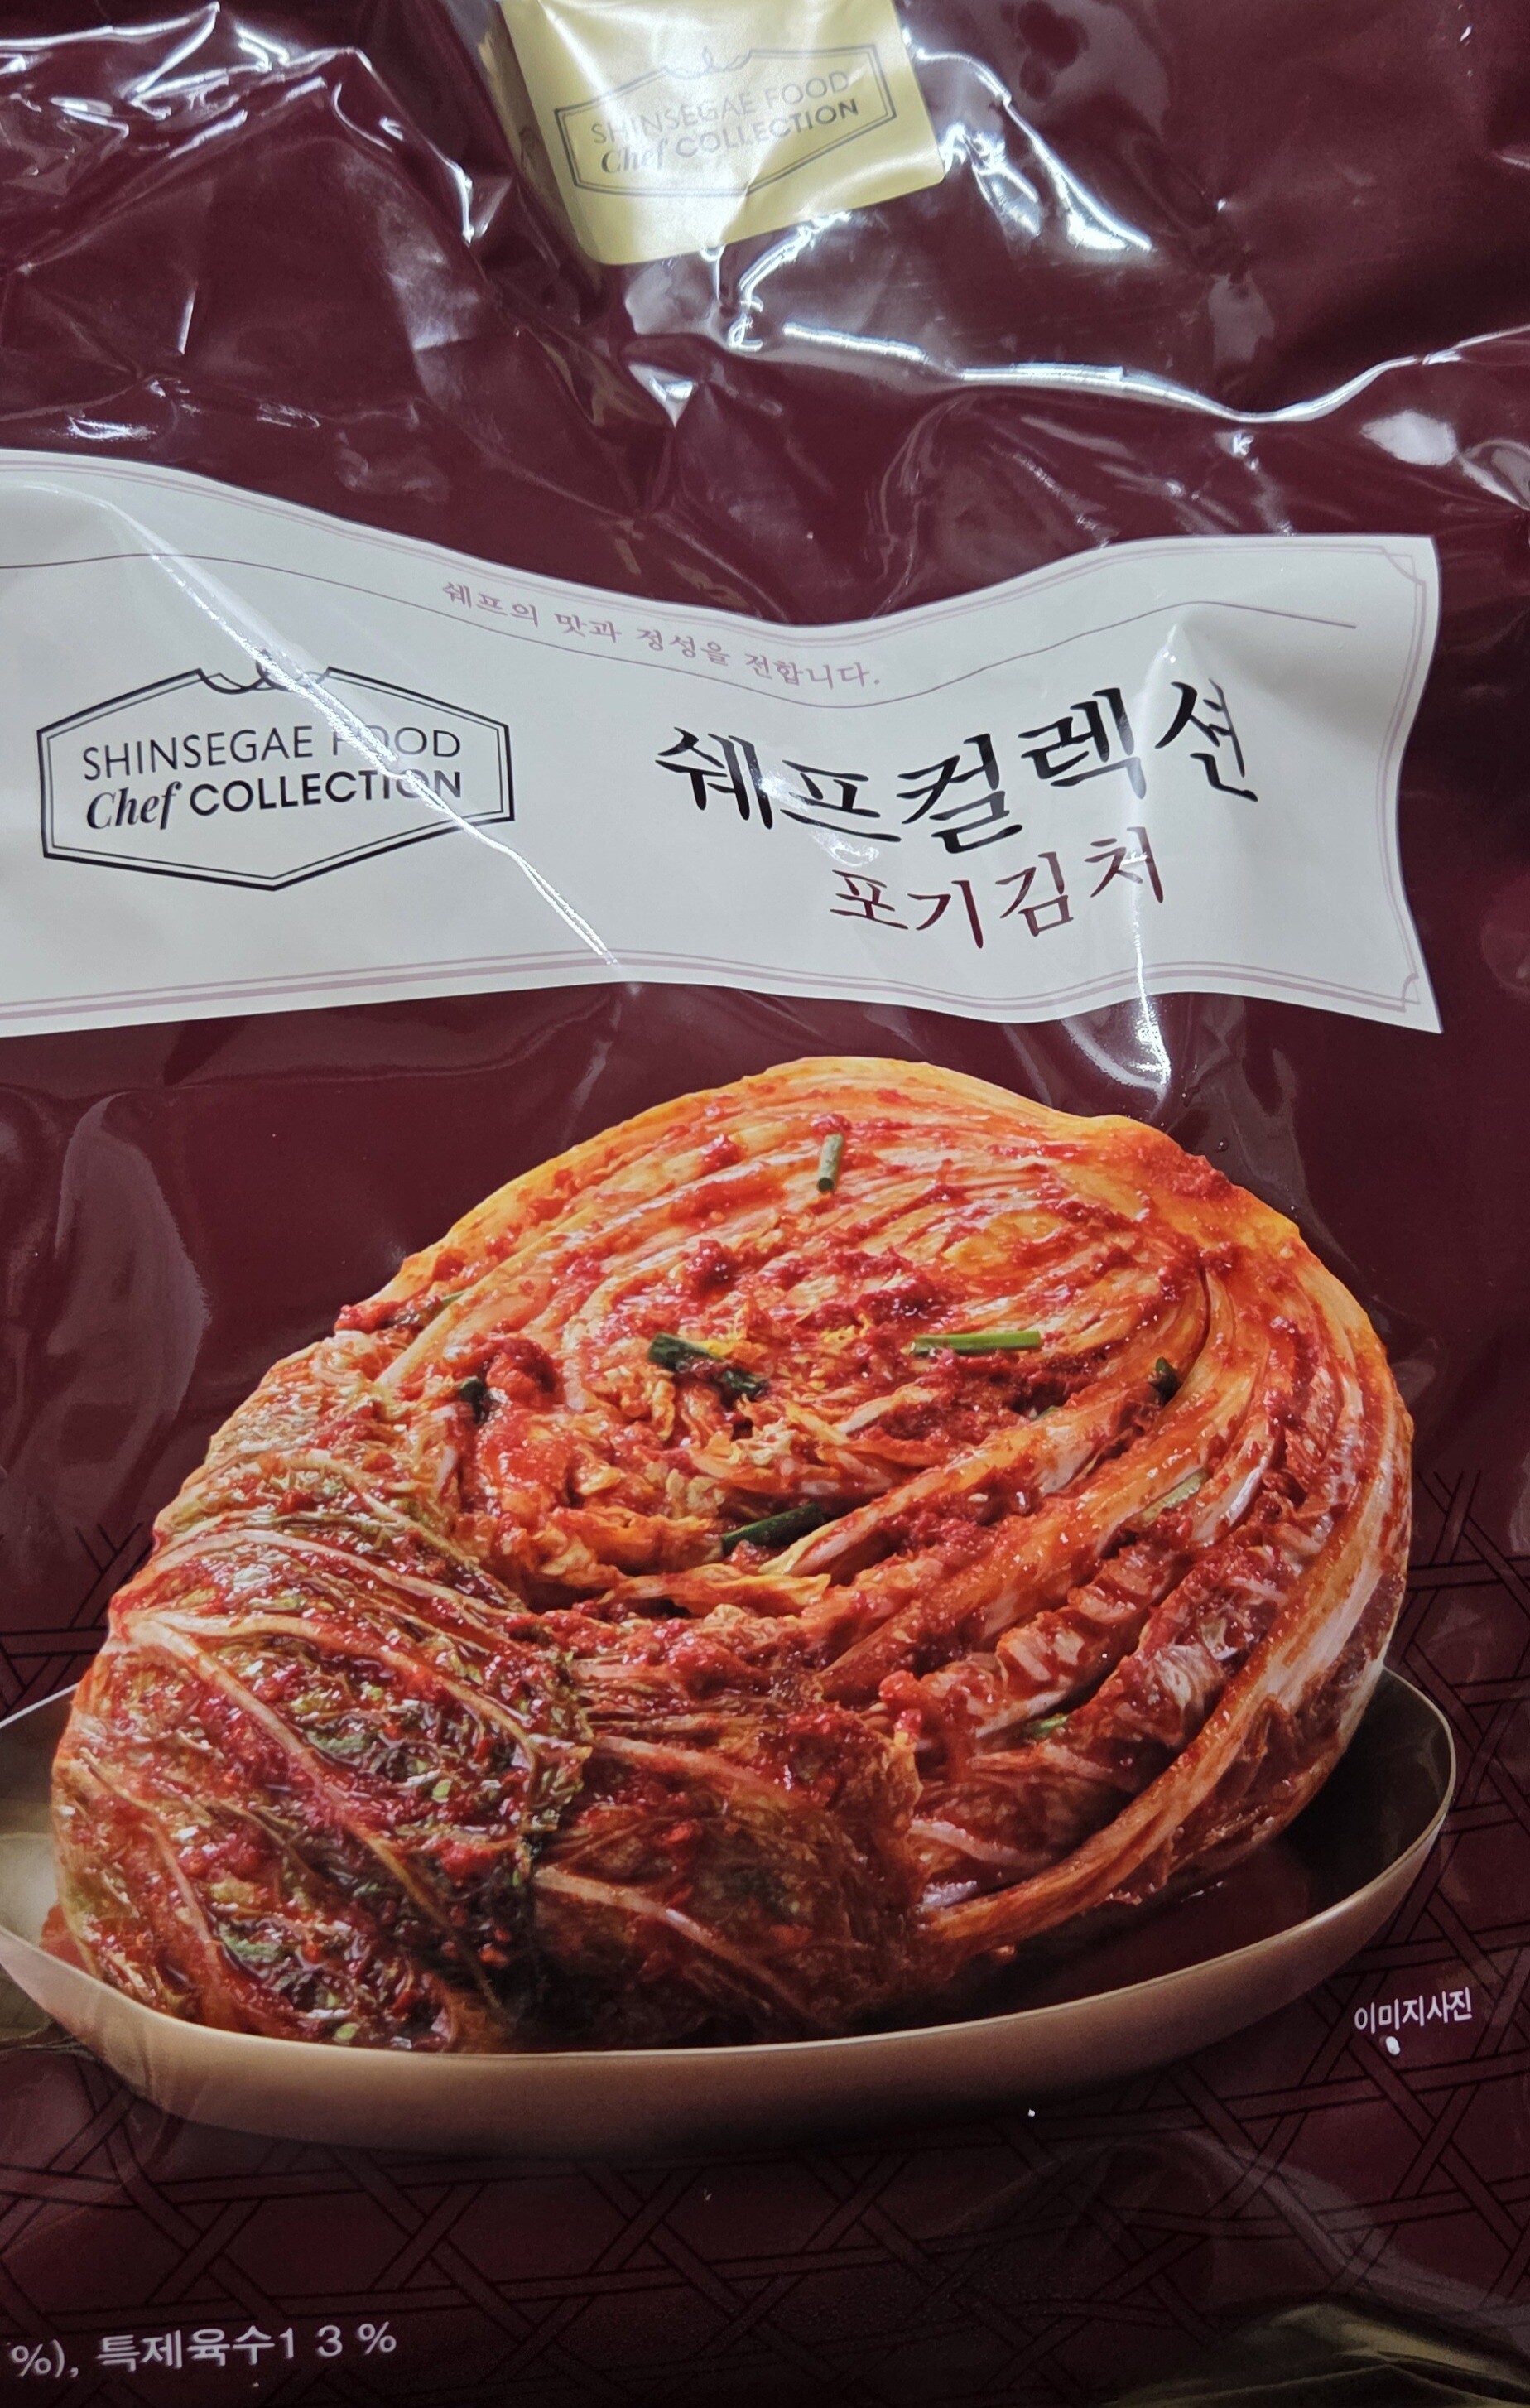 SHINSEGAE FOOD
Chef COLLECTION
쉐프의 맛과 정성을 전합니다.
SHINSEGAE FOOD
Chef COLLECTION
쉐프컬렉션
포기김치
이미지사진
%), 특제육수1 3 %